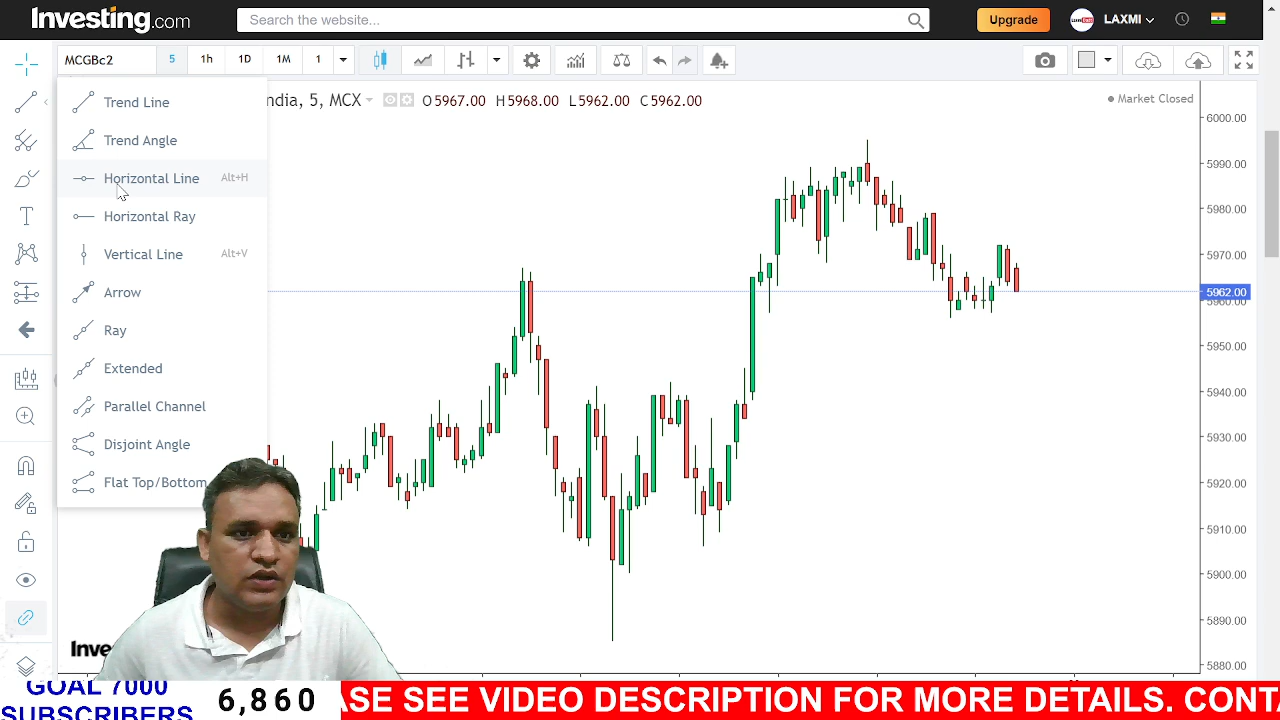 Investing.com
Search the website...
Upgrade
LAXMI
MCGBc2
5
1h
1D
1M
1
ndia, 5, MCX
O5967.00 H5968.00 L5962.00 C5962.00
Market Closed
Trend Line
Trend Angle
Horizontal Line Alt+H
Horizontal Ray
Vertical Line Alt+V
Arrow
Ray
Extended
Parallel Channel
Disjoint Angle
Flat Top/Bottom
T
6000.00
5990.00
5980.00
5970.00
5962.00
5960.00
5950.00
5940.00
5930.00
5920.00
5910.00
5900.00
5890.00
5880.00
Inve
GOAL 7000
SUBSCRIBERS
6,860
ASE SEE VIDEO DESCRIPTION FOR MORE DETAILS. CONTA